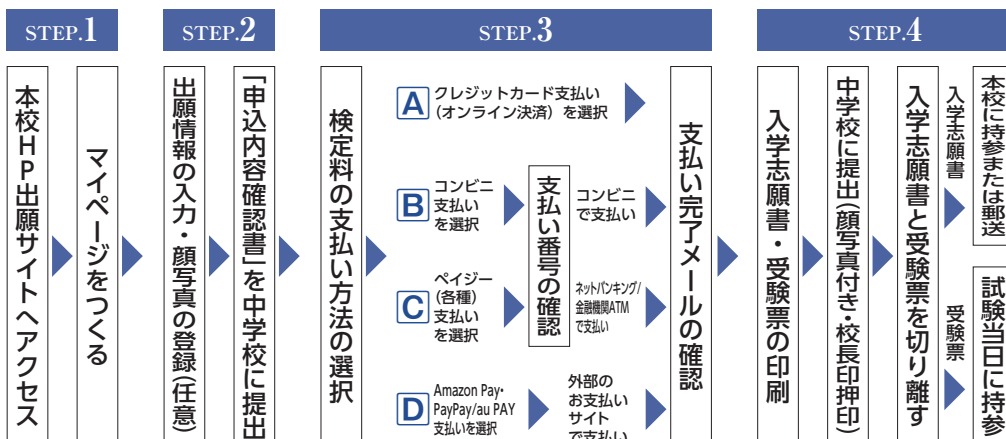 STEP.1
本校HP出願サイトへアクセス
マイページをつくる
STEP.2
出願情報の入力・顔写真の登録(任意)
「申込内容確認書」を中学校に提出
STEP.3
検定料の支払い方法の選択
A
クレジットカード支払い
(オンライン決済)を選択
B
コンビニ
支払い
を選択
C
ペイジー
(各種)
支払い
を選択
支払い番号の確認
コンビニ
で支払い
ネットバンキング/
金融機関ATM
で支払い
D
Amazon Pay・
PayPay/au PAY
支払いを選択
外部の
お支払い
サイト
で支払い
支払い完了メールの確認
STEP.4
入学志願書・受験票の印刷
中学校に提出(顔写真付き・校長印押印)
入学志願書と受験票を切り離す
入学志願書
本校に持参または郵送
受験票
試験当日に持参